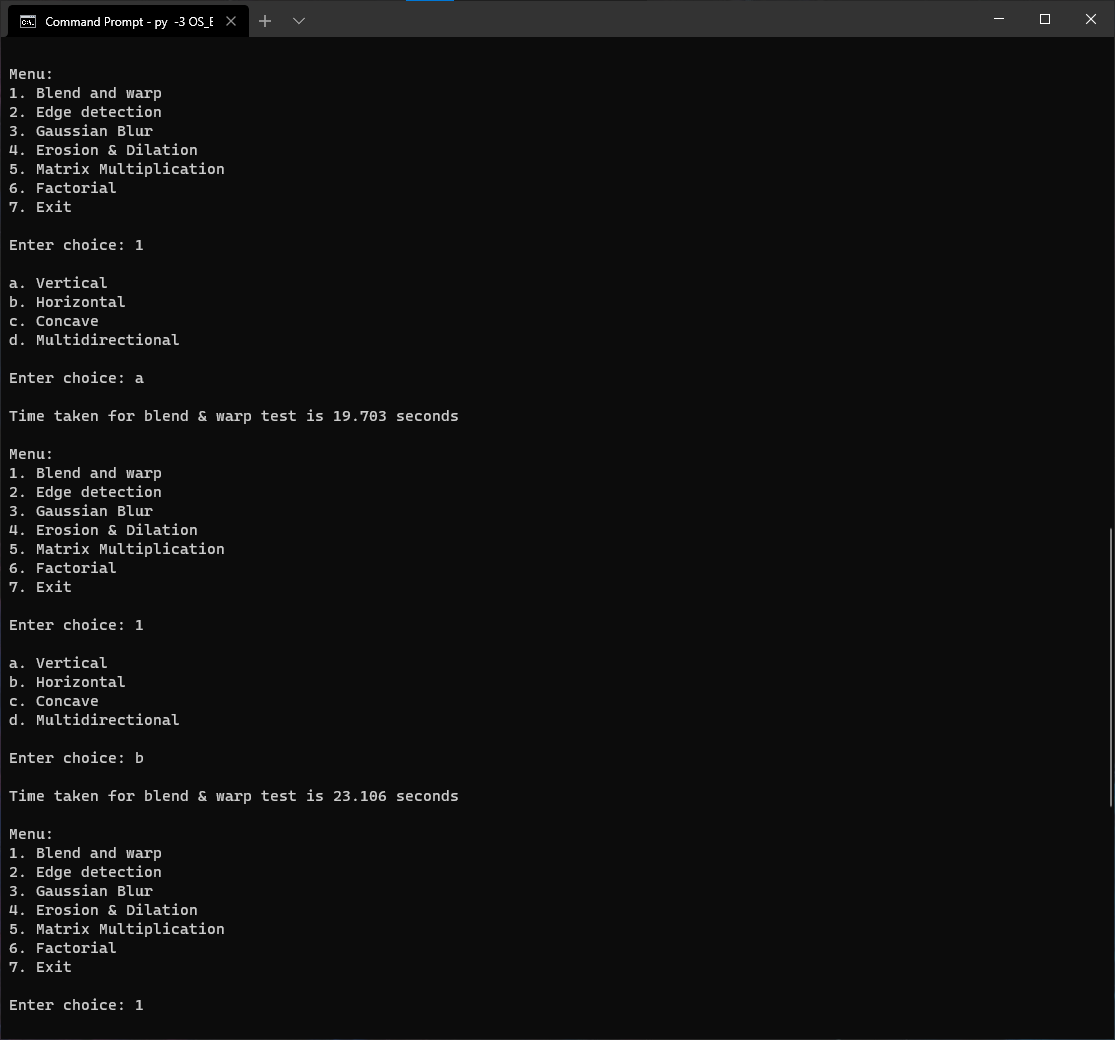 Command Prompt - py -3 OS_E
Menu:
1. Blend and warp
2. Edge detection
3. Gaussian Blur
4. Erosion & Dilation
5. Matrix Multiplication
6. Factorial
7. Exit
Enter choice: 1
a. Vertical
b. Horizontal
c. Concave
d. Multidirectional
Enter choice: a
Time taken for blend & warp test is 19.703 seconds
Menu:
1. Blend and warp
2. Edge detection
3. Gaussian Blur
4. Erosion & Dilation
5. Matrix Multiplication
6. Factorial
7. Exit
Enter choice: 1
a. Vertical
b. Horizontal
c. Concave
d. Multidirectional
Enter choice: b
Time taken for blend & warp test is 23.106 seconds
Menu:
1. Blend and warp
2. Edge detection
3. Gaussian Blur
4. Erosion & Dilation
5. Matrix Multiplication
6. Factorial
7. Exit
Enter choice: 1